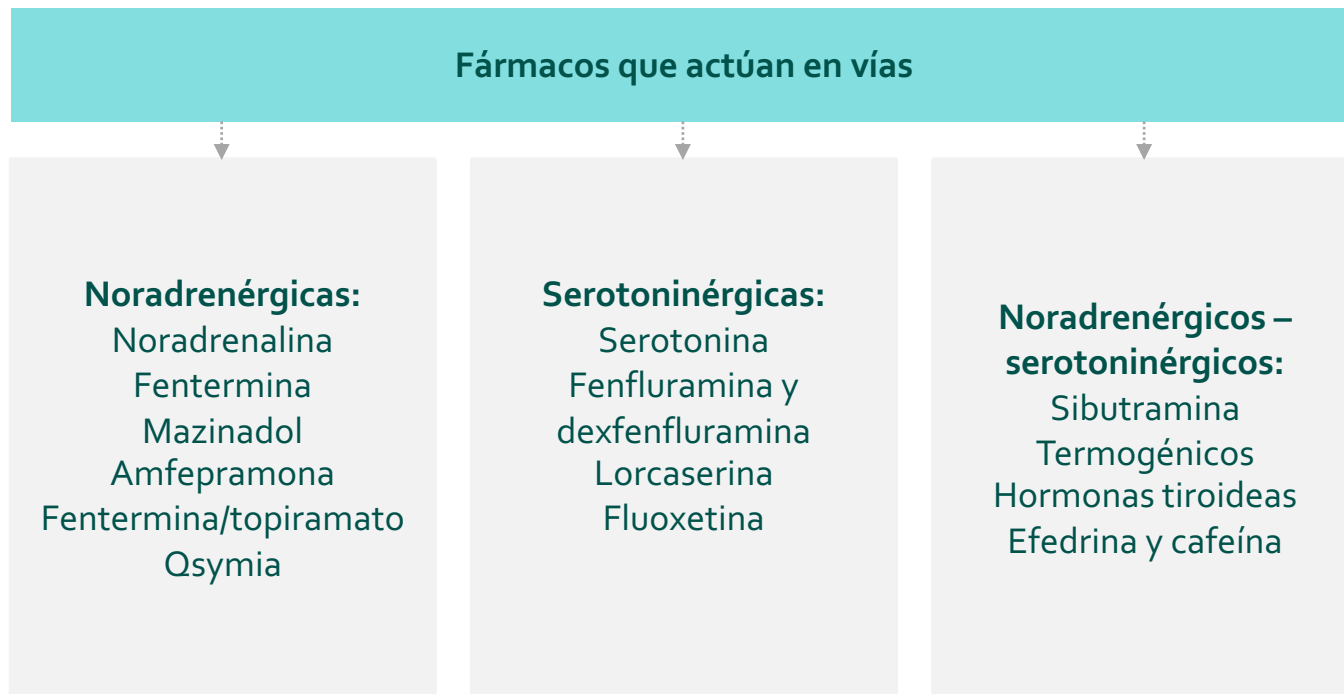 Fármacos que actúan en vías
Noradrenérgicas:
Noradrenalina
Fentermina
Mazinadol
Amfepramona
Fentermina/topiramato
Qsymia
Serotoninérgicas:
Serotonina
Fenfluramina y
dexfenfluramina
Lorcaserina
Fluoxetina
Noradrenérgicos –
serotoninérgicos:
Sibutramina
Termogénicos
Hormonas tiroideas
Efedrina y cafeína